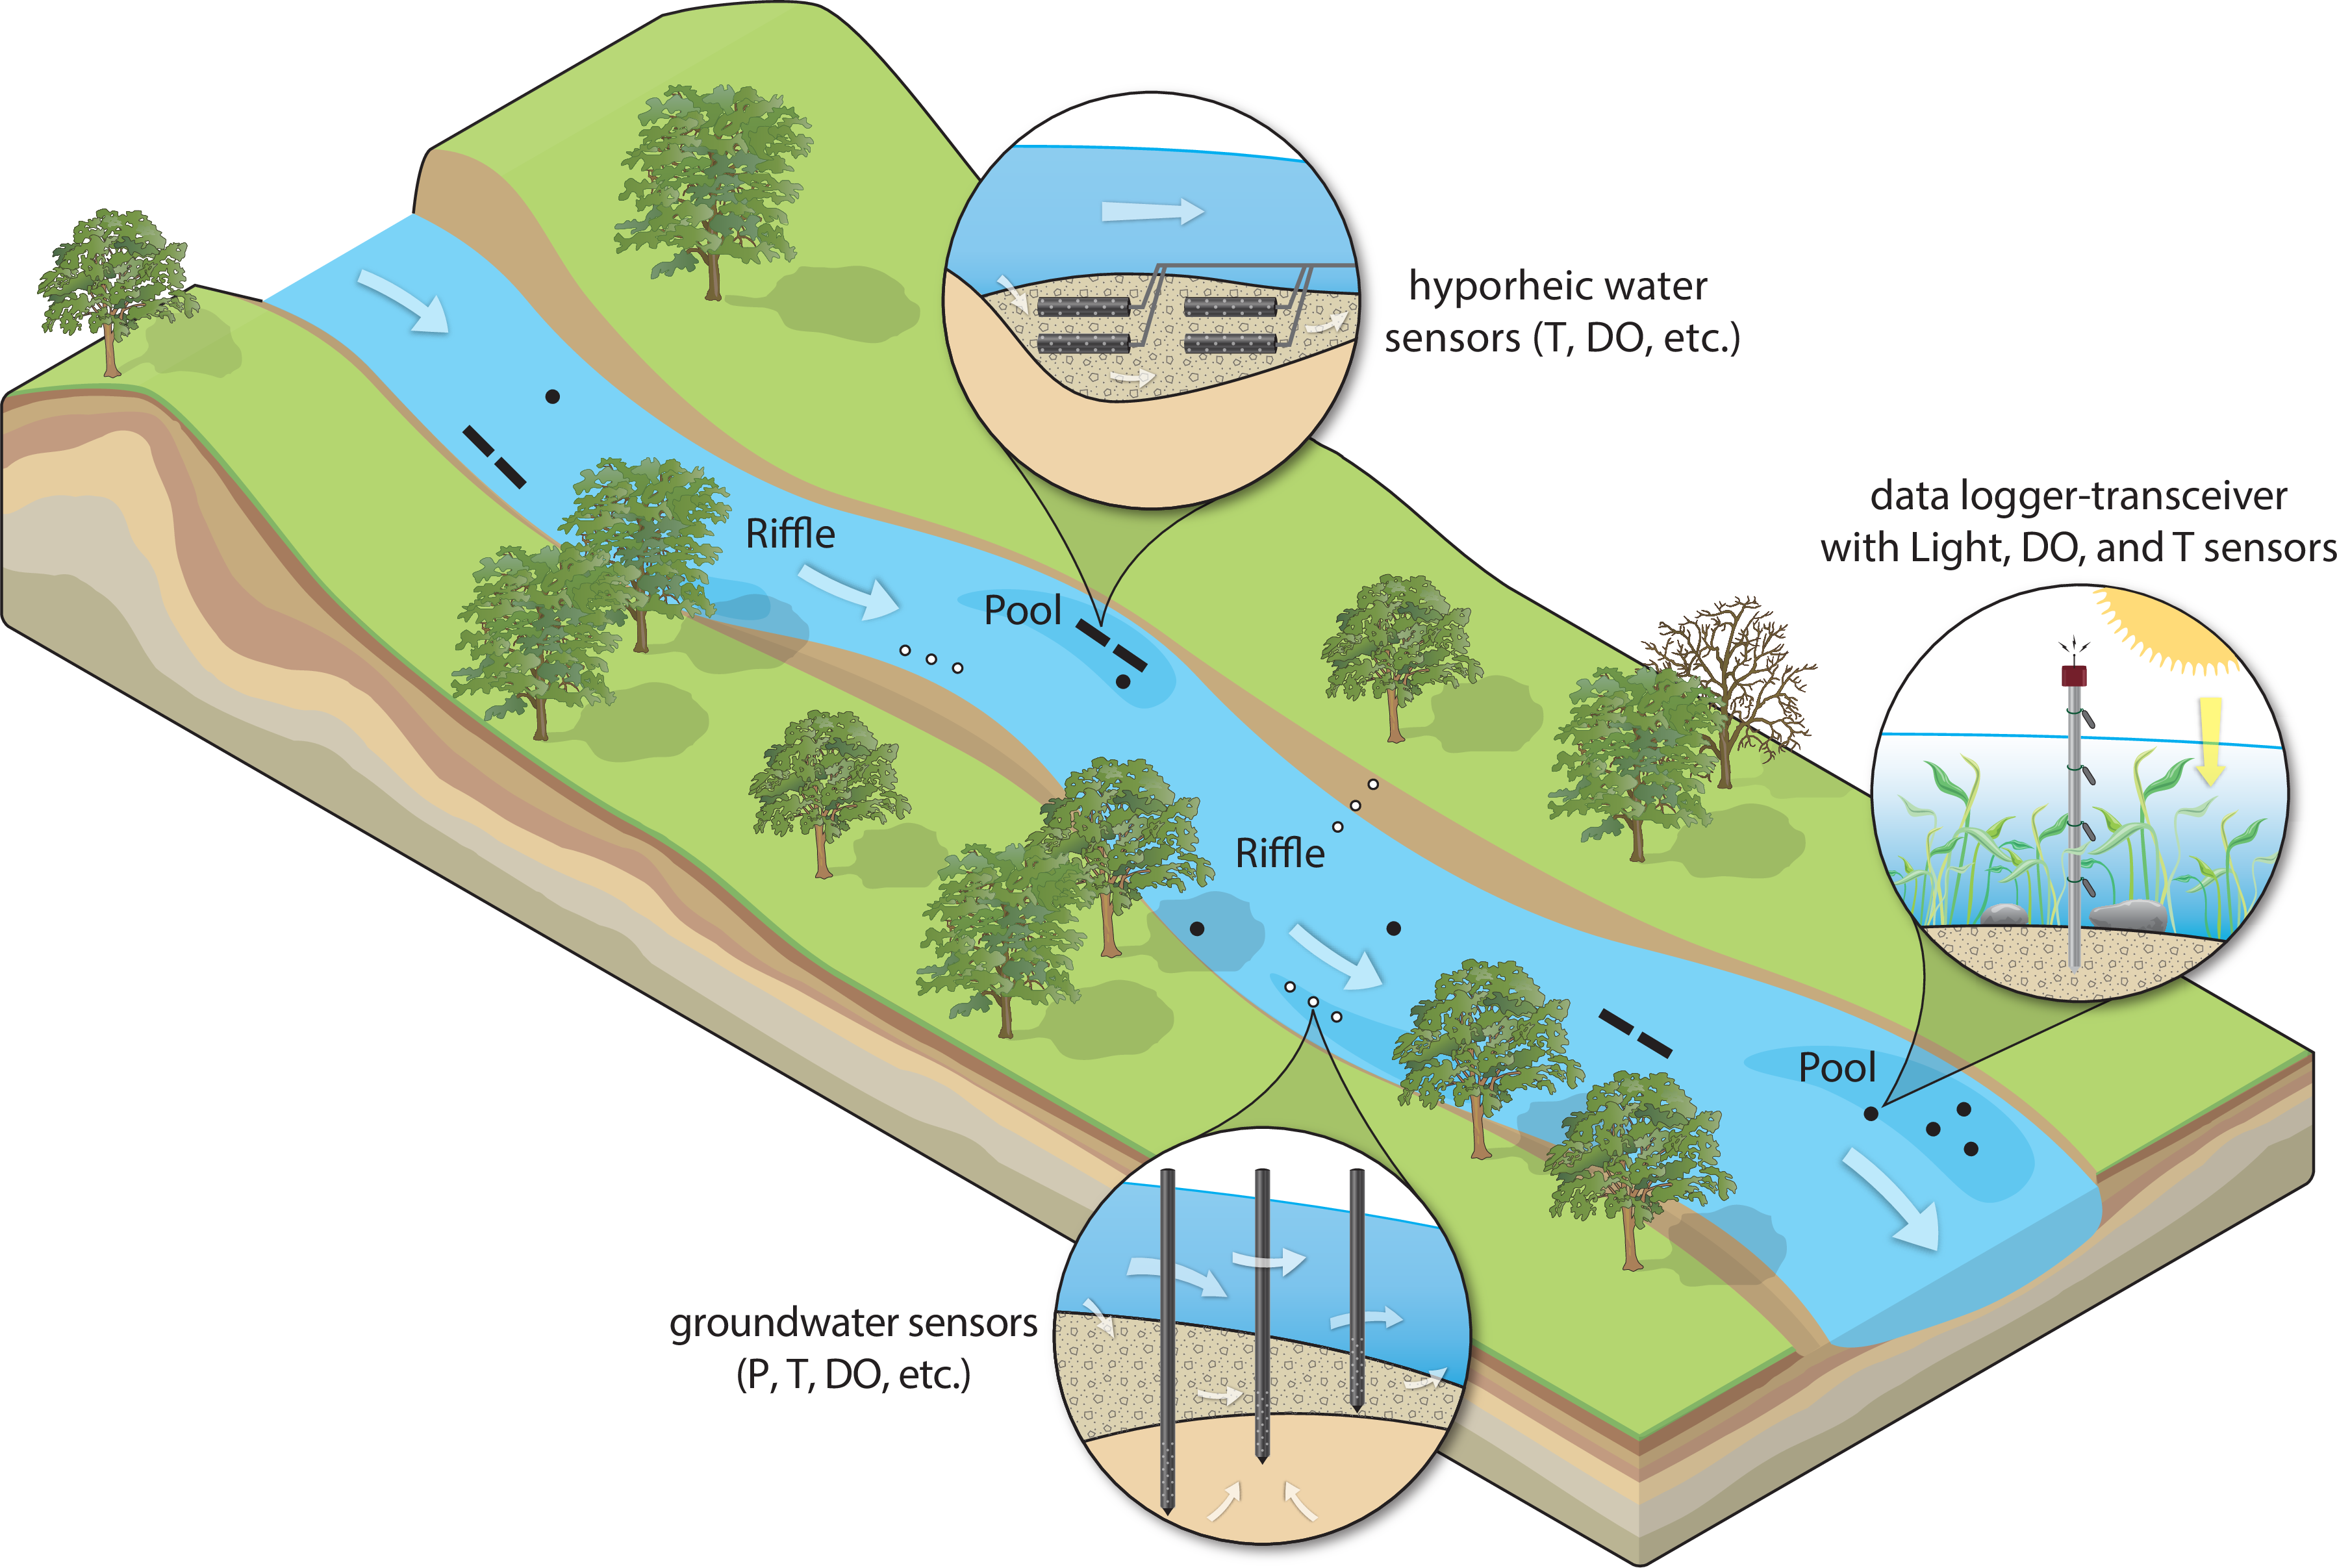 hyporheic water
sensors (T, DO, etc.)
data logger-transceiver
with Light, DO, and T sensors
Riffle
Pool
Riffle
Pool
groundwater sensors
(P, T, DO, etc.)